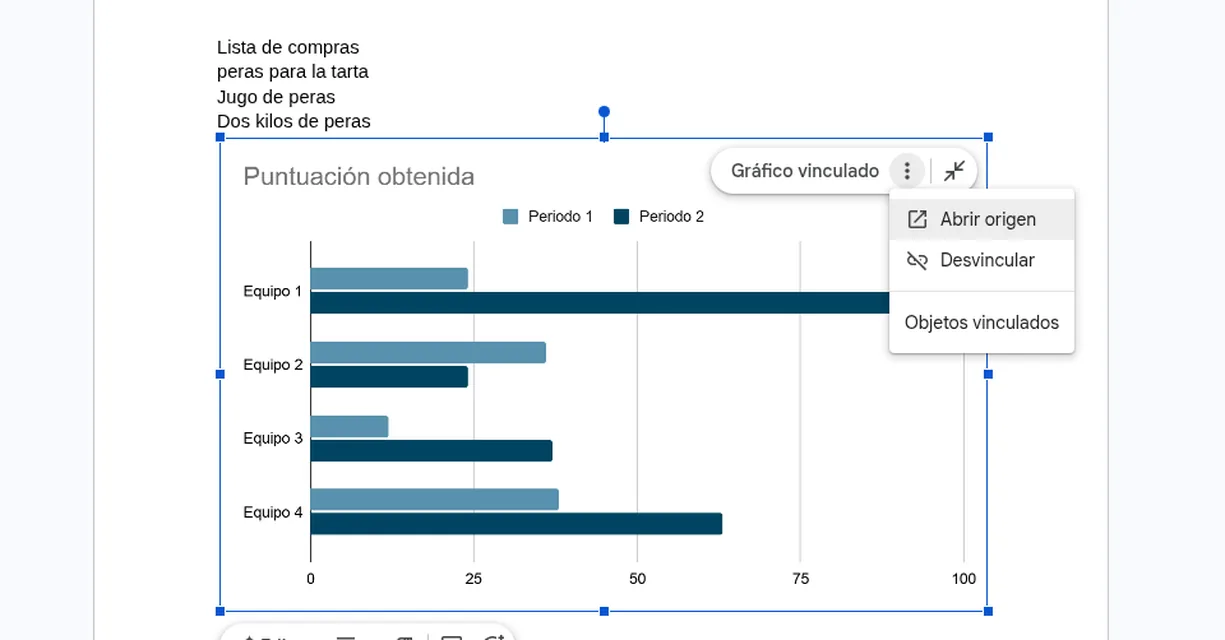 Lista de compras
peras para la tarta
Jugo de peras
Dos kilos de peras
Puntuación obtenida
Gráfico vinculado
Periodo 1 Periodo 2
Abrir origen
Desvincular
Objetos vinculados
Equipo 1
Equipo 2
Equipo 3
Equipo 4
0 25 50 75 100